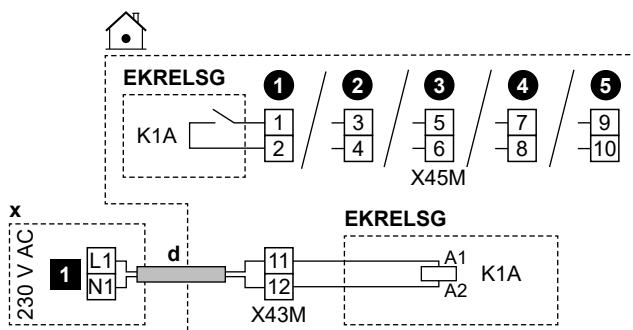 EKRELSG 1 2 3 4 5
K1A 1 3 5 7 9
2 4 6 8 10
X45M
EKRELSG
x
230 V AC
1 L1 d 11 A1 K1A
N1 12 A2
X43M